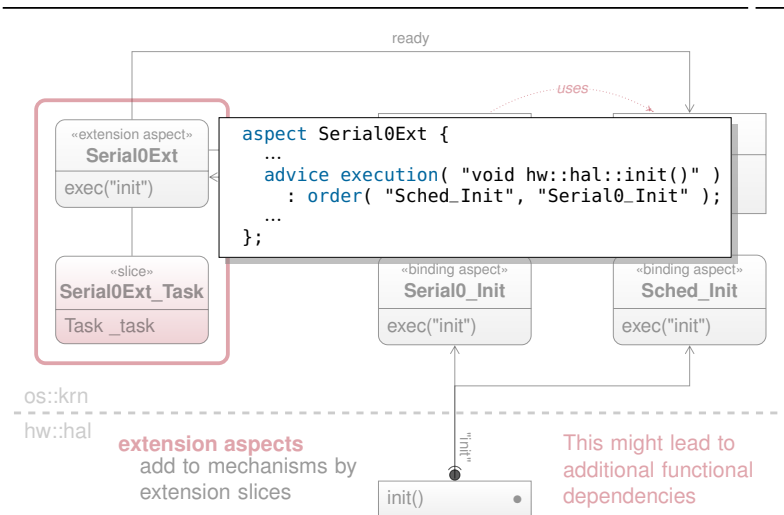 ready
uses
«extension aspect»
Serial0Ext
exec("init")
aspect Serial0Ext {
...
advice execution( "void hw::hal::init()" )
: order( "Sched_Init", "Serial0_Init" );
...
};
«slice»
Serial0Ext_Task
Task _task
«binding aspect»
Serial0_Init
exec("init")
«binding aspect»
Sched_Init
exec("init")
os::krn
hw::hal
extension aspects
add to mechanisms by
extension slices
"init"
init()
This might lead to
additional functional
dependencies